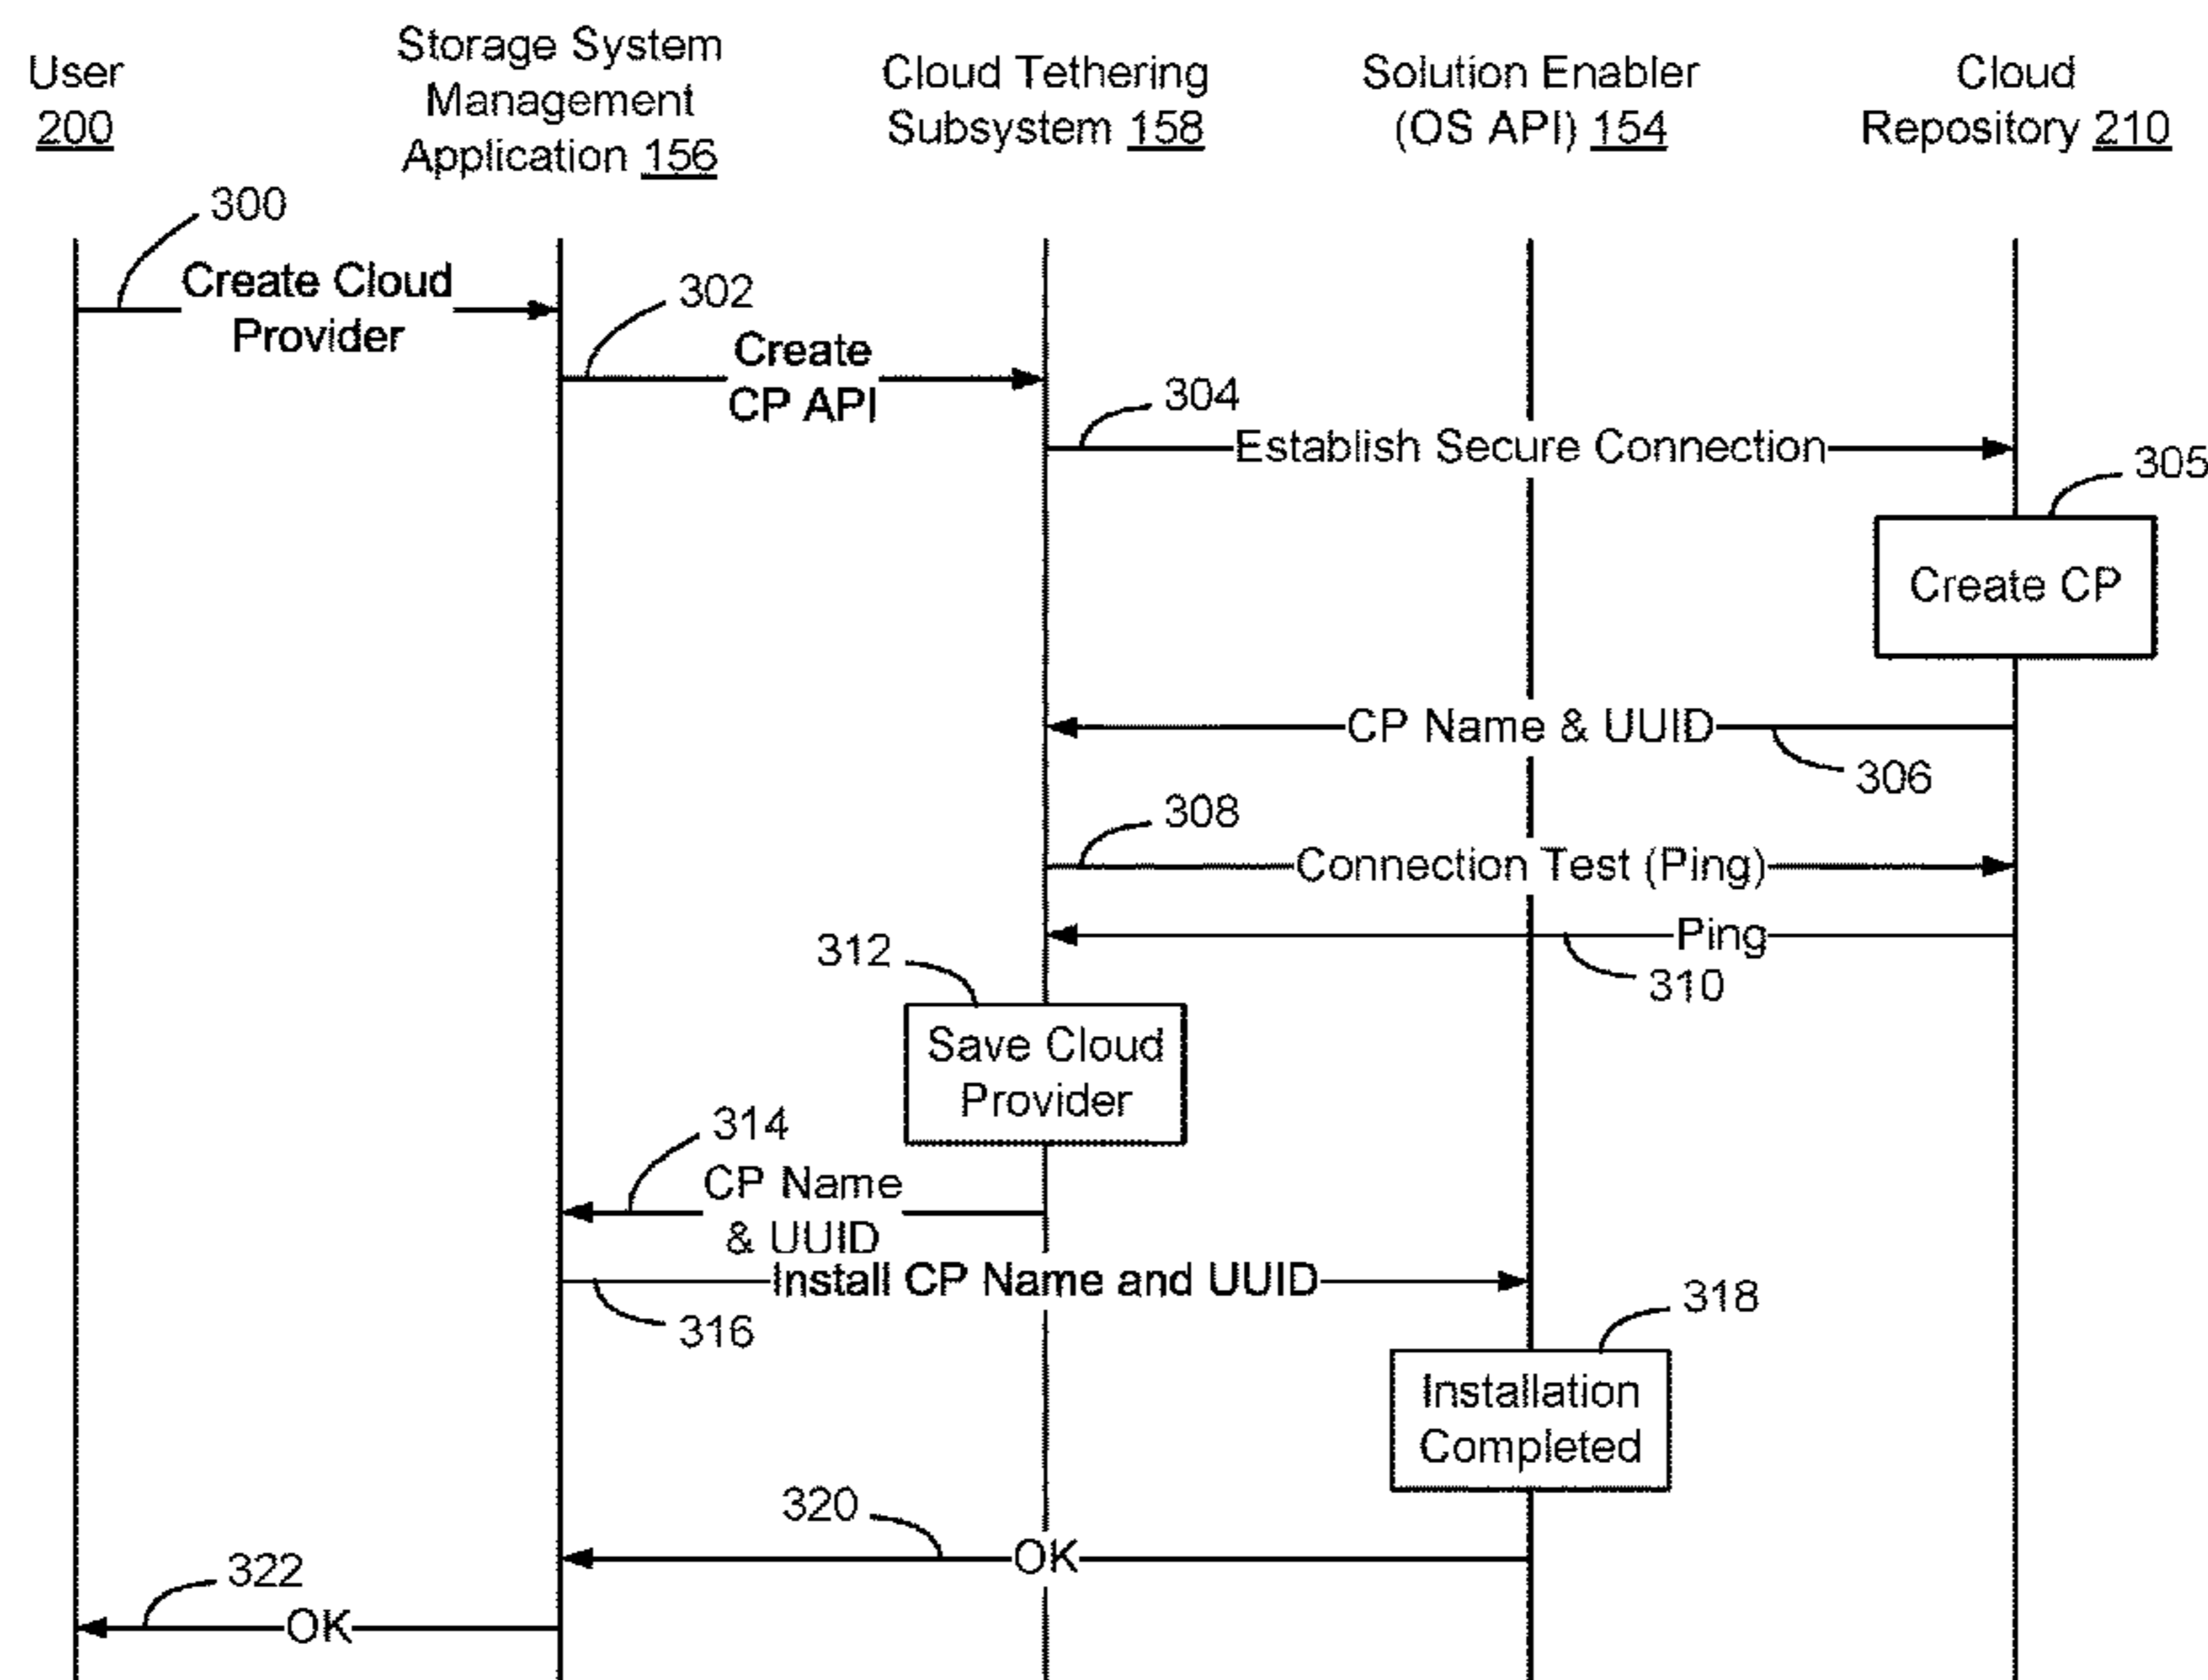 User
200
Storage System
Management
Application 156
Cloud Tethering
Subsystem 158
Solution Enabler
(OS API) 154
Cloud
Repository 210
300
Create Cloud
Provider
302
Create
CP API
304
Establish Secure Connection
305
Create CP
CP Name & UUID
306
308
Connection Test (Ping)
Ping
310
312
Save Cloud
Provider
314
CP Name
& UUID
Install CP Name and UUID
316
318
Installation
Completed
320
OK
322
OK